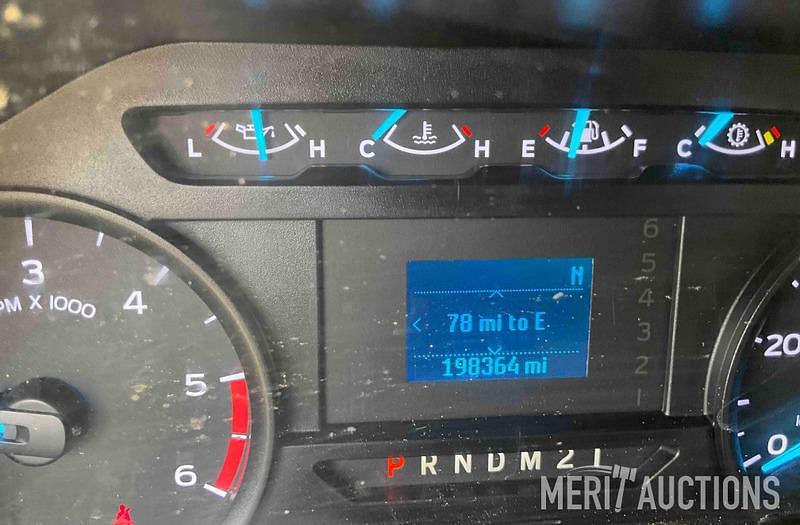 L H C H E F C H
6
5
4
3
2
1
3
4
5
6
PM X 1000
N
78 mi to E
198364 mi
20
0
P R N D M 2 1
MERIT AUCTIONS